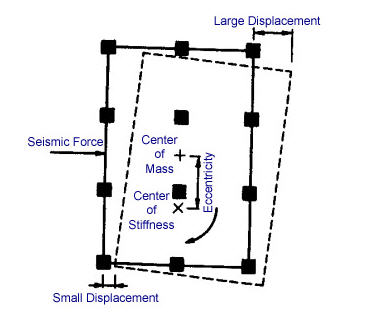 Large Displacement
Seismic Force
Center
of
Mass
Eccentricity
Center
of
Stiffness
Small Displacement